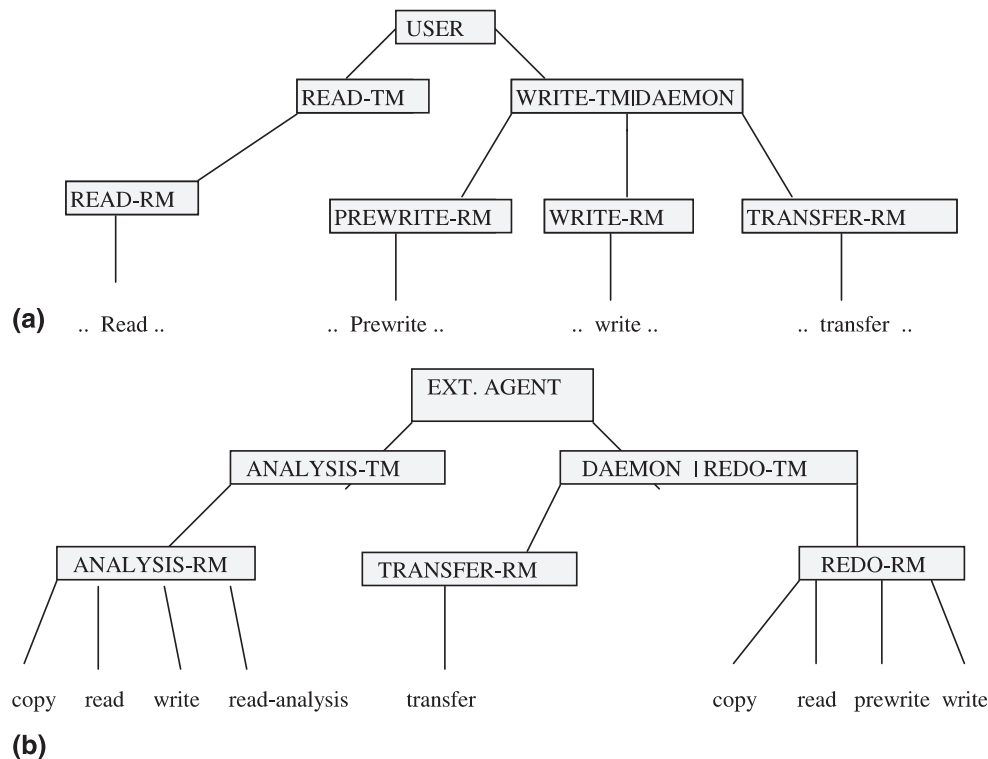 USER
READ-TM
WRITE-TM|DAEMON
READ-RM
PREWRITE-RM
WRITE-RM
TRANSFER-RM
(a)
.. Read ..
.. Prewrite ..
.. write ..
.. transfer ..
EXT. AGENT
ANALYSIS-TM
DAEMON | REDO-TM
ANALYSIS-RM
TRANSFER-RM
REDO-RM
copy
read
write
read-analysis
transfer
copy
read
prewrite
write
(b)